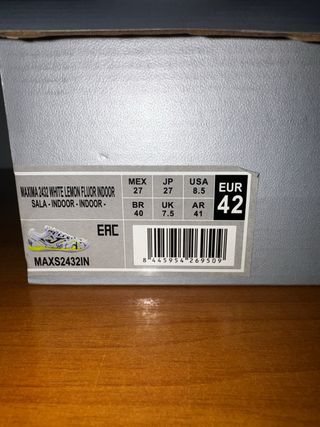 MAXIMA 2432 WHITE LEMON FLUOR INDOOR
SALA - INDOOR - INDOOR -
EAC
MAXS2432IN
MEX 27 JP 27 USA 8.5 EUR 42
BR 40 UK 7.5 AR 41
8 445954 269509